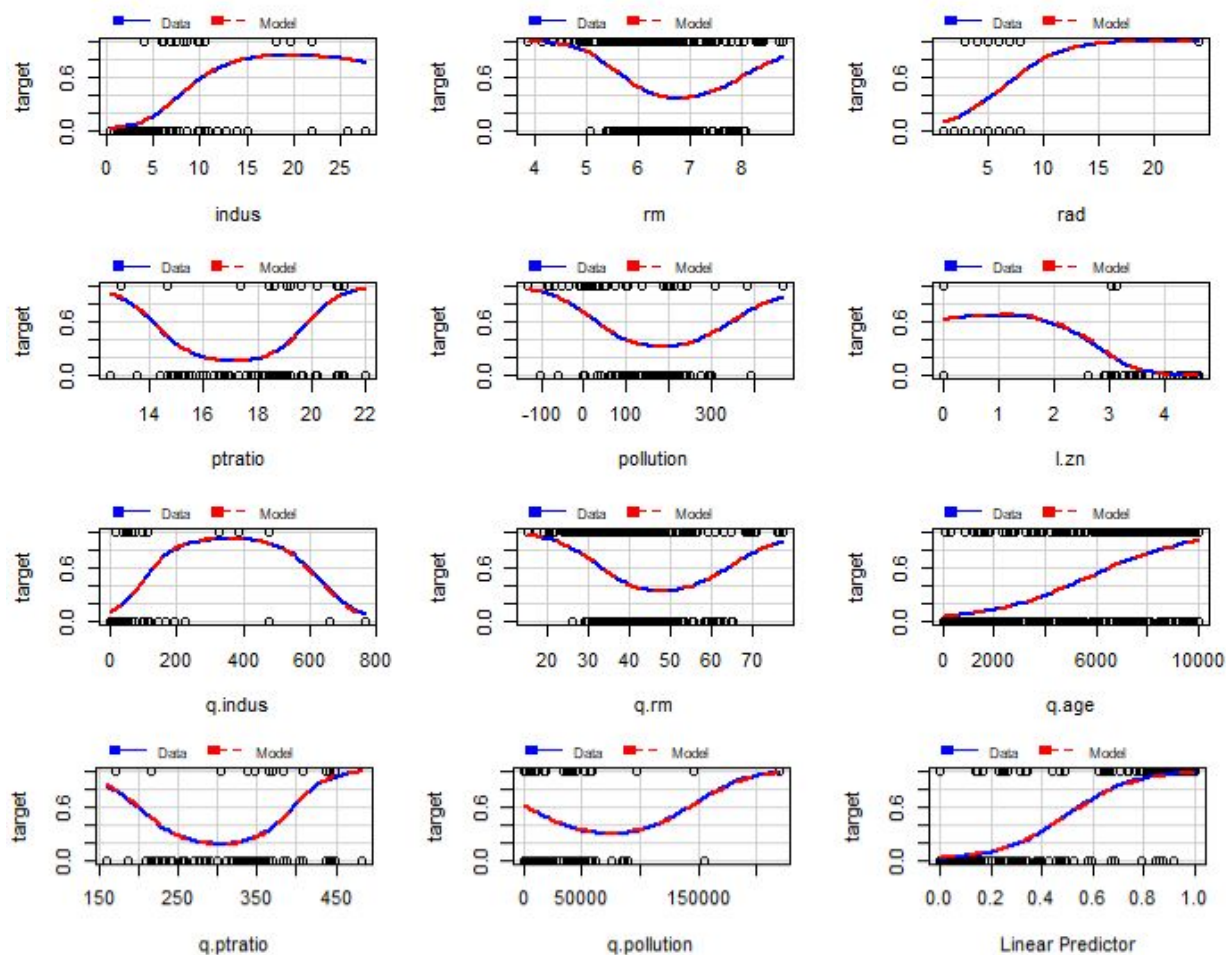 Data Model Data Model Data Model
target 0.0 0.6 target 0.0 0.6 target 0.0 0.6
0 5 10 15 20 25 4 5 6 7 8 5 10 15 20
indus rm rad
Data Model Data Model Data Model
target 0.0 0.6 target 0.0 0.6 target 0.0 0.6
14 16 18 20 22 -100 0 100 300 0 1 2 3 4
ptratio pollution l.zn
Data Model Data Model Data Model
target 0.0 0.6 target 0.0 0.6 target 0.0 0.6
0 200 400 600 800 20 30 40 50 60 70 0 2000 6000 10000
q.indus q.rm q.age
Data Model Data Model Data Model
target 0.0 0.6 target 0.0 0.6 target 0.0 0.6
150 250 350 450 0 50000 150000 0.0 0.2 0.4 0.6 0.8 1.0
q.ptratio q.pollution Linear Predictor